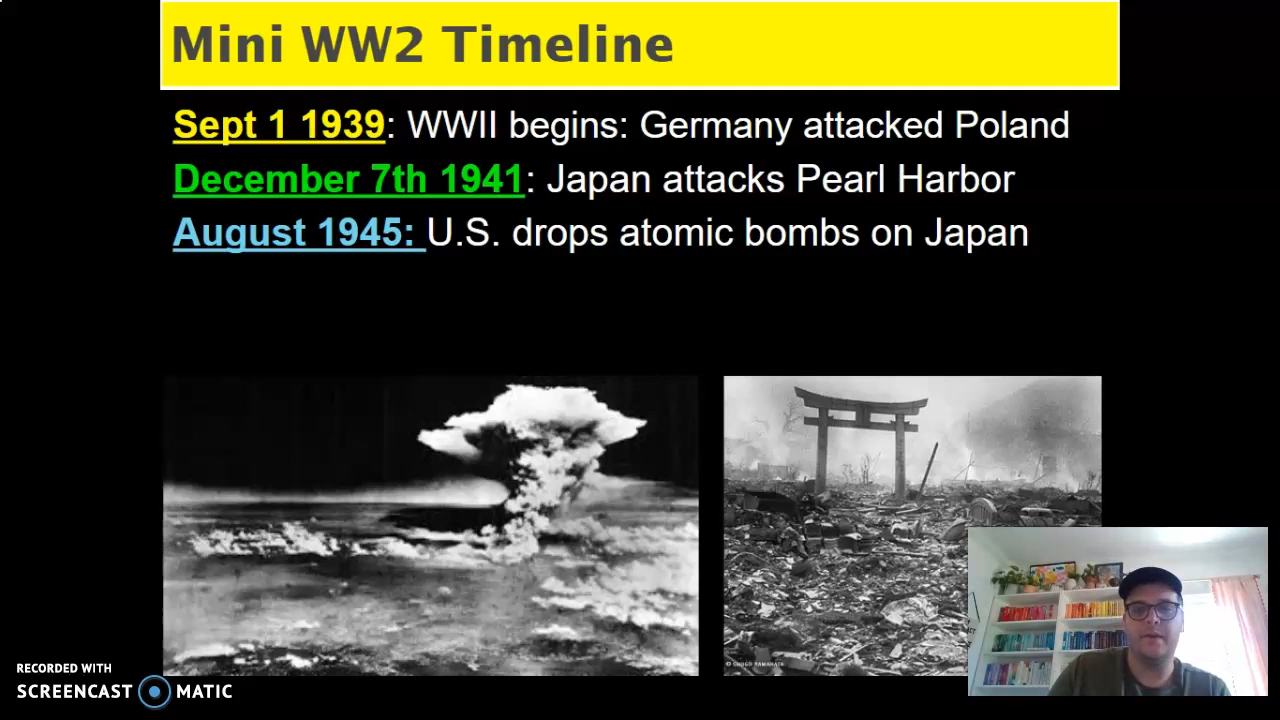 Mini WW2 Timeline
Sept 1 1939: WWII begins: Germany attacked Poland
December 7th 1941: Japan attacks Pearl Harbor
August 1945: U.S. drops atomic bombs on Japan
RECORDED WITH
SCREENCAST MATIC